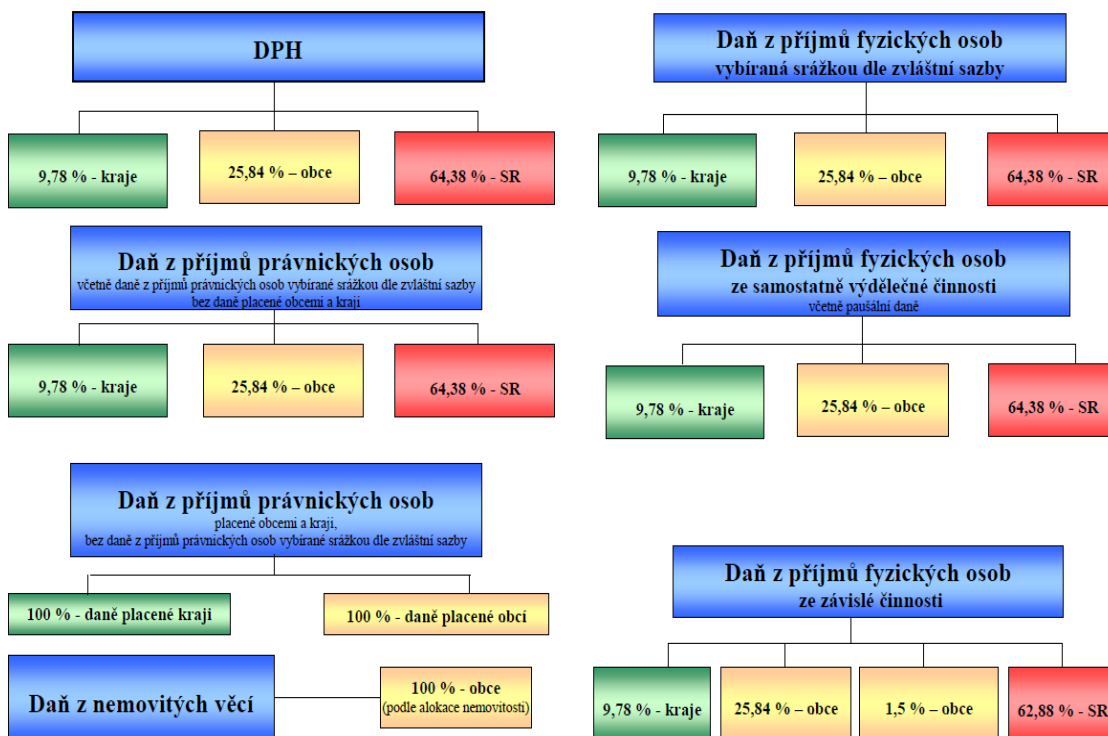 DPH
9,78 % - kraje
25,84 % – obce
64,38 % - SR
Daň z příjmů právnických osob
včetně daně z příjmů právnických osob vybírané srážkou dle zvláštní sazby
bez daně placené obcemi a kraji
9,78 % - kraje
25,84 % – obce
64,38 % - SR
Daň z příjmů právnických osob
placené obcemi a kraji,
bez daně z příjmů právnických osob vybírané srážkou dle zvláštní sazby
100 % - daně placené kraji
100 % - daně placené obcí
Daň z nemovitých věcí
100 % - obce
(podle alokace nemovitosti)
Daň z příjmů fyzických osob
vybíraná srážkou dle zvláštní sazby
9,78 % - kraje
25,84 % – obce
64,38 % - SR
Daň z příjmů fyzických osob
ze samostatně výdělečné činnosti
včetně paušální daně
9,78 % - kraje
25,84 % – obce
64,38 % - SR
Daň z příjmů fyzických osob
ze závislé činnosti
9,78 % - kraje
25,84 % – obce
1,5 % – obce
62,88 % - SR